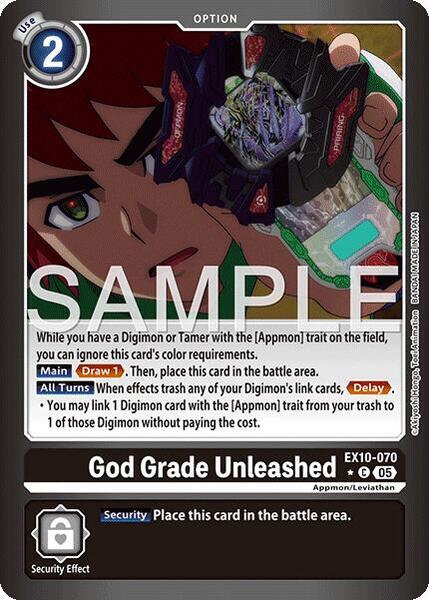 OPTION
Use
2
DEEMON
PAIRING
SAMPLE
While you have a Digimon or Tamer with the [Appmon] trait on the field,
you can ignore this card's color requirements.
Main Draw 1. Then, place this card in the battle area.
All Turns When effects trash any of your Digimon's link cards, Delay.
• You may link 1 Digimon card with the [Appmon] trait from your trash to
1 of those Digimon without paying the cost.
©Akiyoshi Hongo, Toei Animation BANDAI MADE IN JAPAN
God Grade Unleashed
EX10-070
★ C 05
Appmon/Leviathan
Security Place this card in the battle area.
Security Effect